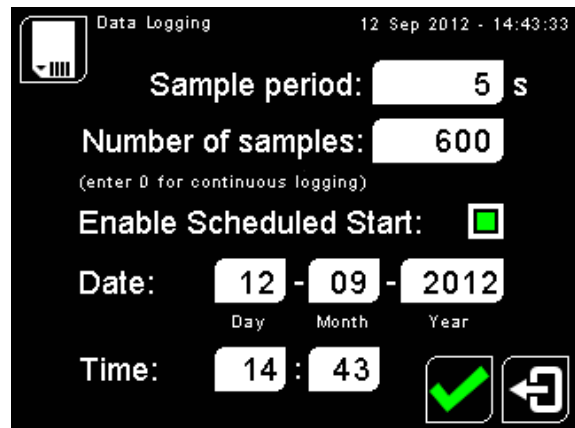 Data Logging 12 Sep 2012 - 14:43:33
Sample period: 5 s
Number of samples: 600
(enter 0 for continuous logging)
Enable Scheduled Start:
Date: 12 - 09 - 2012
Day Month Year
Time: 14 : 43